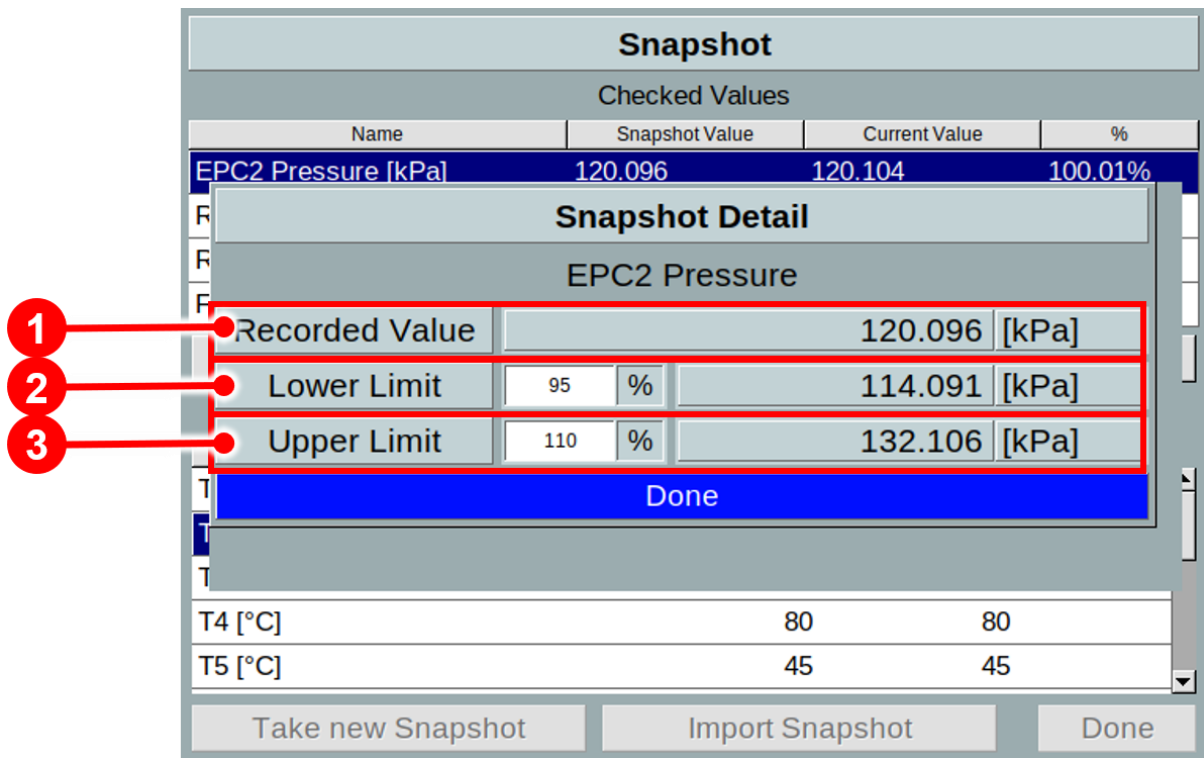 Snapshot
Checked Values
Name Snapshot Value Current Value %
EPC2 Pressure [kPa] 120.096 120.104 100.01%
Snapshot Detail
EPC2 Pressure
1 Recorded Value 120.096 [kPa]
2 Lower Limit 95 % 114.091 [kPa]
3 Upper Limit 110 % 132.106 [kPa]
Done
T4 [°C] 80 80
T5 [°C] 45 45
Take new Snapshot Import Snapshot Done